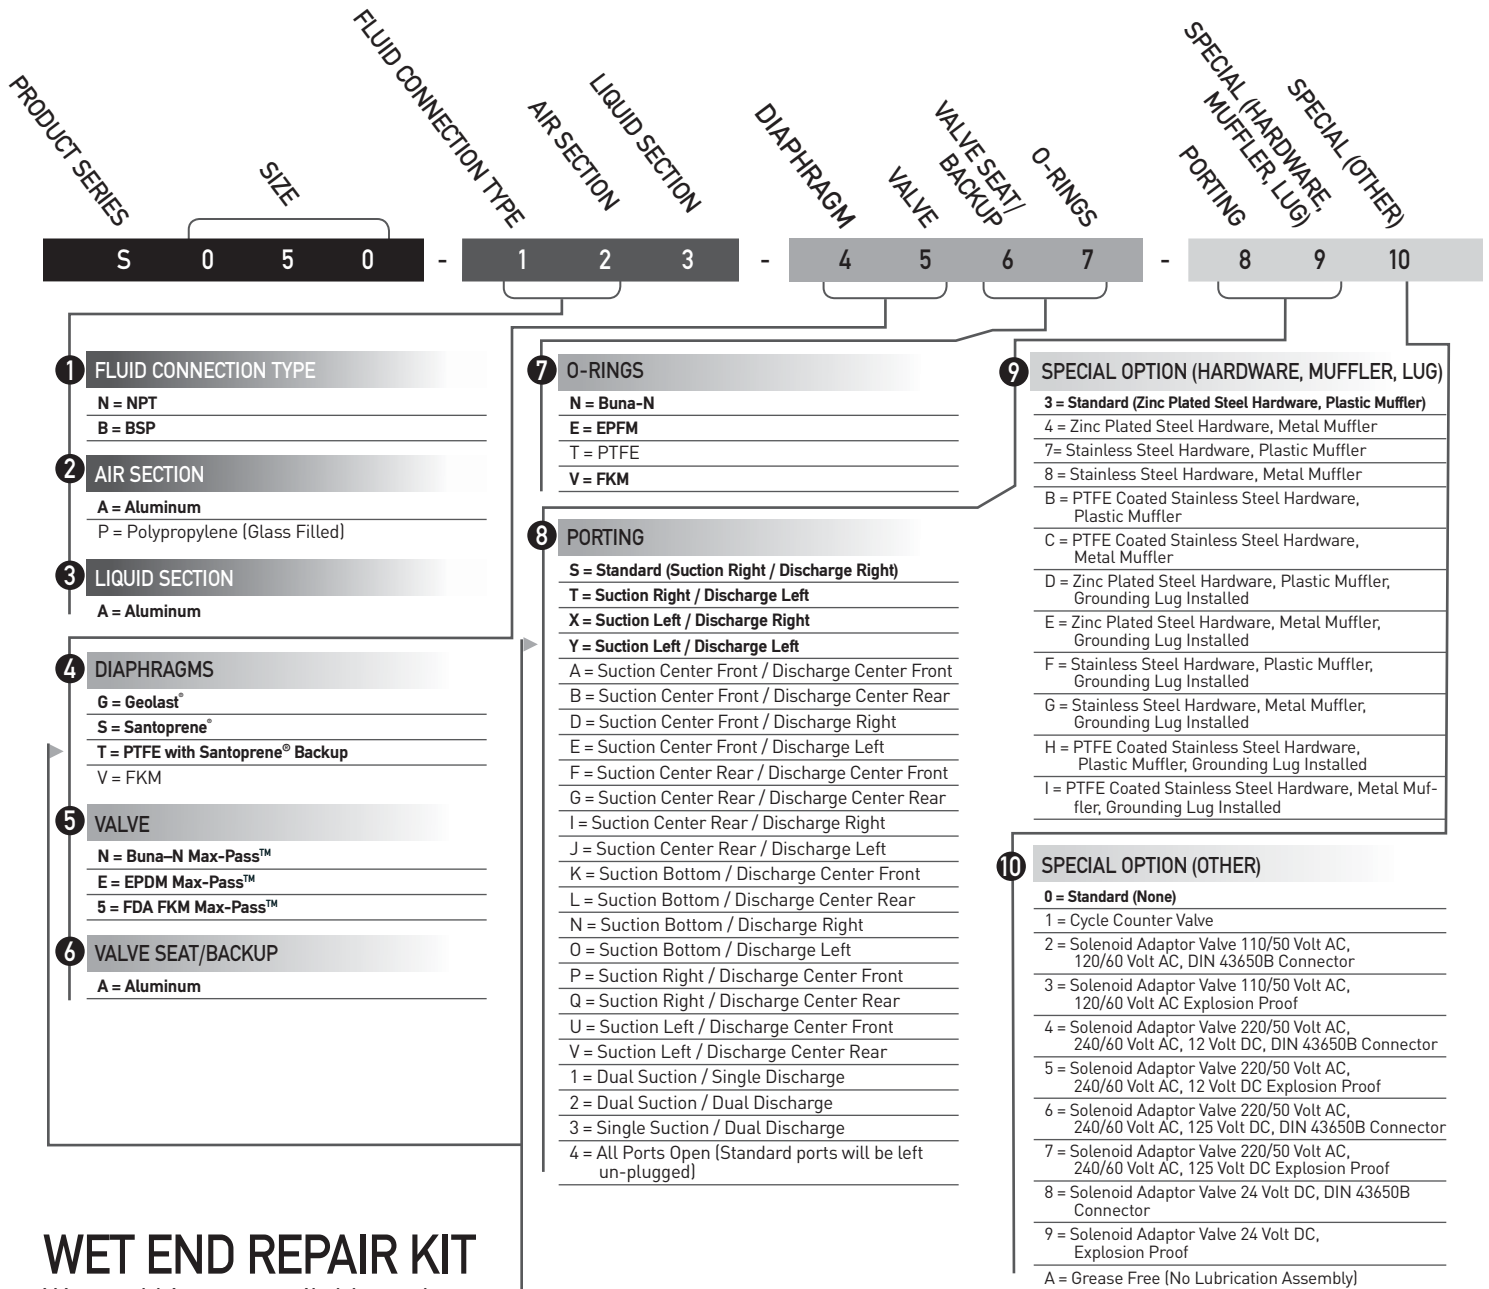 PRODUCT SERIES
SIZE
FLUID CONNECTION TYPE
AIR SECTION
LIQUID SECTION
DIAPHRAGM
VALVE
VALVE SEAT/
BACKUP
O-RINGS
PORTING
SPECIAL (HARDWARE,
MUFFLER, LUG)
SPECIAL (OTHER)
S 0 5 0 - 1 2 3 - 4 5 6 7 - 8 9 10
1 FLUID CONNECTION TYPE
N = NPT
B = BSP
2 AIR SECTION
A = Aluminum
P = Polypropylene (Glass Filled)
3 LIQUID SECTION
A = Aluminum
4 DIAPHRAGMS
G = Geolast®
S = Santoprene®
T = PTFE with Santoprene® Backup
V = FKM
5 VALVE
N = Buna–N Max-Pass™
E = EPDM Max-Pass™
5 = FDA FKM Max-Pass™
6 VALVE SEAT/BACKUP
A = Aluminum
7 O-RINGS
N = Buna-N
E = EPFM
T = PTFE
V = FKM
8 PORTING
S = Standard (Suction Right / Discharge Right)
T = Suction Right / Discharge Left
X = Suction Left / Discharge Right
Y = Suction Left / Discharge Left
A = Suction Center Front / Discharge Center Front
B = Suction Center Front / Discharge Center Rear
D = Suction Center Front / Discharge Right
E = Suction Center Front / Discharge Left
F = Suction Center Rear / Discharge Center Front
G = Suction Center Rear / Discharge Center Rear
I = Suction Center Rear / Discharge Right
J = Suction Center Rear / Discharge Left
K = Suction Bottom / Discharge Center Front
L = Suction Bottom / Discharge Center Rear
N = Suction Bottom / Discharge Right
O = Suction Bottom / Discharge Left
P = Suction Right / Discharge Center Front
Q = Suction Right / Discharge Center Rear
U = Suction Left / Discharge Center Front
V = Suction Left / Discharge Center Rear
1 = Dual Suction / Single Discharge
2 = Dual Suction / Dual Discharge
3 = Single Suction / Dual Discharge
4 = All Ports Open (Standard ports will be left
un-plugged)
9 SPECIAL OPTION (HARDWARE, MUFFLER, LUG)
3 = Standard (Zinc Plated Steel Hardware, Plastic Muffler)
4 = Zinc Plated Steel Hardware, Metal Muffler
7= Stainless Steel Hardware, Plastic Muffler
8 = Stainless Steel Hardware, Metal Muffler
B = PTFE Coated Stainless Steel Hardware,
Plastic Muffler
C = PTFE Coated Stainless Steel Hardware,
Metal Muffler
D = Zinc Plated Steel Hardware, Plastic Muffler,
Grounding Lug Installed
E = Zinc Plated Steel Hardware, Metal Muffler,
Grounding Lug Installed
F = Stainless Steel Hardware, Plastic Muffler,
Grounding Lug Installed
G = Stainless Steel Hardware, Metal Muffler,
Grounding Lug Installed
H = PTFE Coated Stainless Steel Hardware,
Plastic Muffler, Grounding Lug Installed
I = PTFE Coated Stainless Steel Hardware, Metal Muf-
fler, Grounding Lug Installed
10 SPECIAL OPTION (OTHER)
0 = Standard (None)
1 = Cycle Counter Valve
2 = Solenoid Adaptor Valve 110/50 Volt AC,
120/60 Volt AC, DIN 43650B Connector
3 = Solenoid Adaptor Valve 110/50 Volt AC,
120/60 Volt AC Explosion Proof
4 = Solenoid Adaptor Valve 220/50 Volt AC,
240/60 Volt AC, 12 Volt DC, DIN 43650B Connector
5 = Solenoid Adaptor Valve 220/50 Volt AC,
240/60 Volt AC, 12 Volt DC Explosion Proof
6 = Solenoid Adaptor Valve 220/50 Volt AC,
240/60 Volt AC, 125 Volt DC, DIN 43650B Connector
7 = Solenoid Adaptor Valve 220/50 Volt AC,
240/60 Volt AC, 125 Volt DC Explosion Proof
8 = Solenoid Adaptor Valve 24 Volt DC, DIN 43650B
Connector
9 = Solenoid Adaptor Valve 24 Volt DC,
Explosion Proof
A = Grease Free (No Lubrication Assembly)
WET END REPAIR KIT